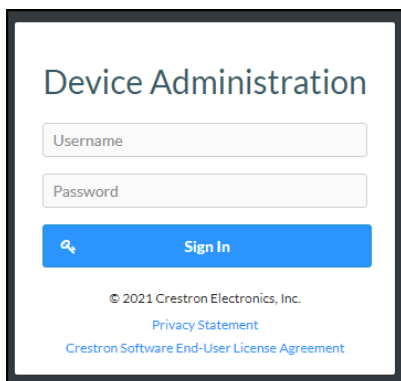 Device Administration
Username
Password
Sign In
© 2021 Crestron Electronics, Inc.
Privacy Statement
Crestron Software End-User License Agreement